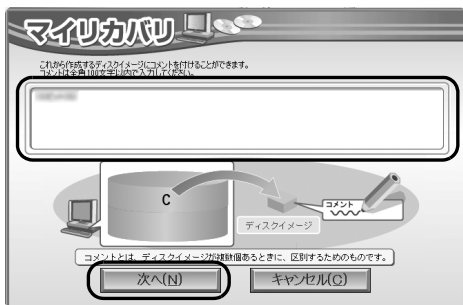 マイリカバリ
これから作成するディスクイメージにコメントを付けることができます。
コメントは全角100文字以内で入力してください。
C
コメント
ディスクイメージ
コメントとは、ディスクイメージが複数個あるときに、区別するためのものです。
次へ(N)
キャンセル(C)